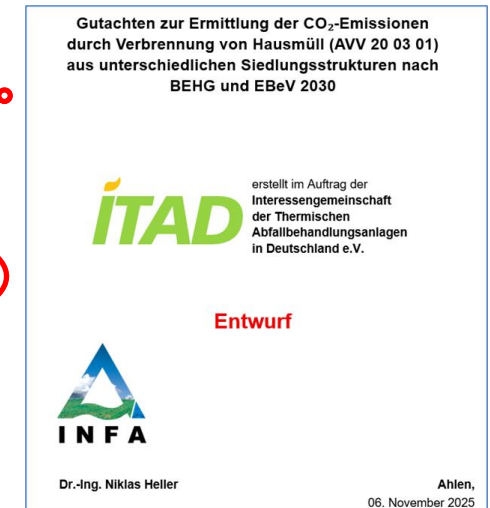 Gutachten zur Ermittlung der CO₂-Emissionen
durch Verbrennung von Hausmüll (AVV 20 03 01)
aus unterschiedlichen Siedlungsstrukturen nach
BEHG und EBeV 2030
ITAD
erstellt im Auftrag der
Interessengemeinschaft
der Thermischen
Abfallbehandlungsanlagen
in Deutschland e.V.
Entwurf
INFA
Dr.-Ing. Niklas Heller
Ahlen,
06. November 2025